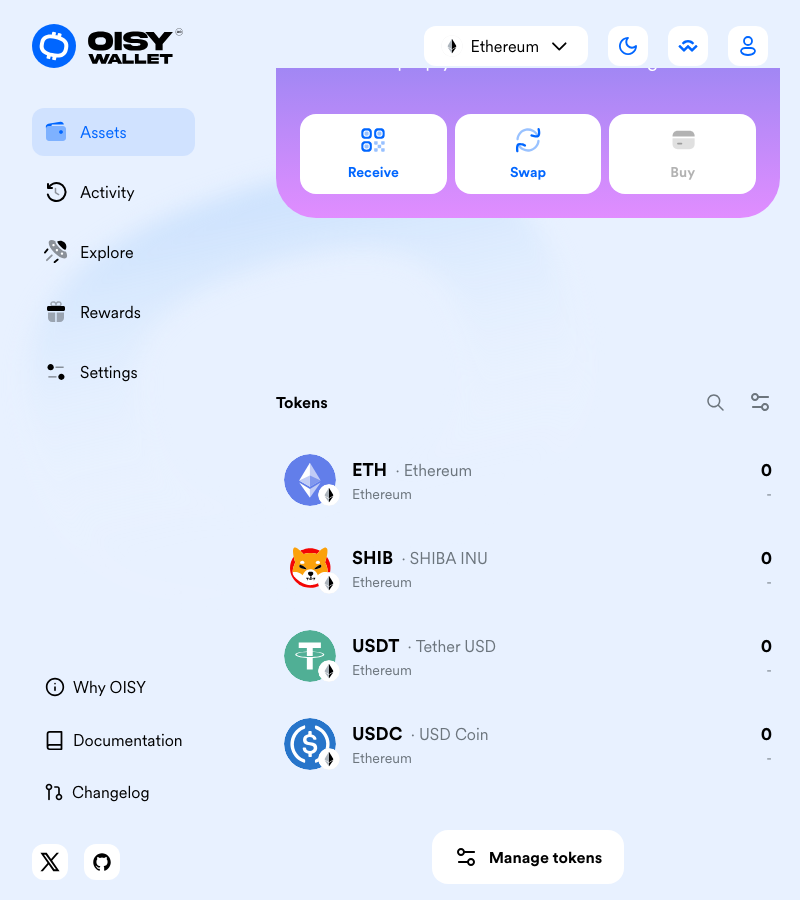 OISY
WALLET
Ethereum
Assets
Activity
Explore
Rewards
Settings
Receive
Swap
Buy
Tokens
ETH · Ethereum
0
Ethereum
-
SHIB · SHIBA INU
0
Ethereum
-
USDT · Tether USD
0
Ethereum
-
USDC · USD Coin
0
Ethereum
-
Manage tokens
Why OISY
Documentation
Changelog